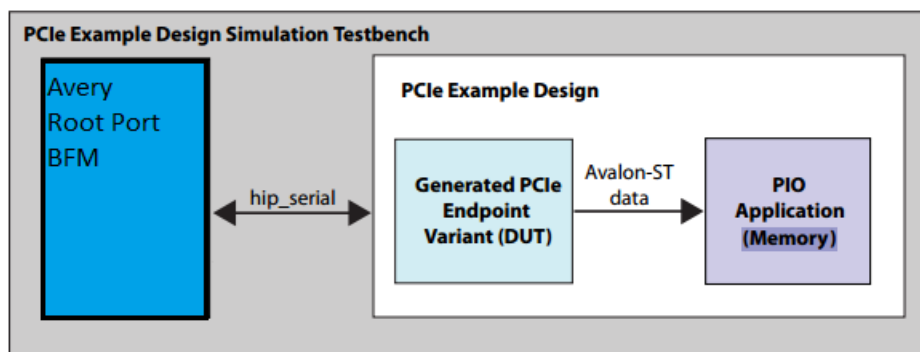 PCIe Example Design Simulation Testbench
Avery
Root Port
BFM
hip_serial
PCIe Example Design
Generated PCIe
Endpoint
Variant (DUT)
Avalon-ST
data
PIO
Application
(Memory)